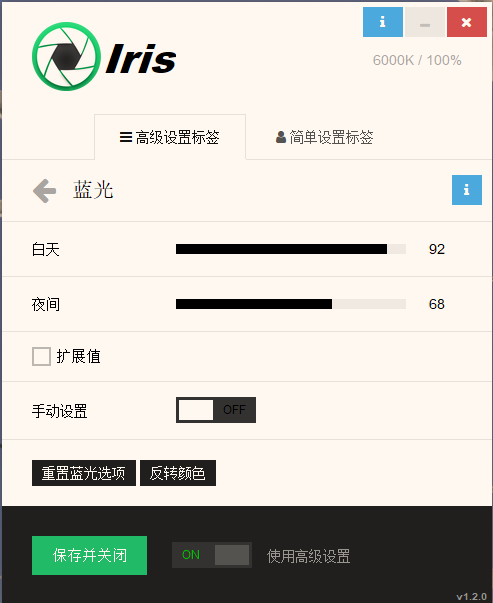 Iris
6000K / 100%
高级设置标签
简单设置标签
蓝光
白天 92
夜间 68
扩展值
手动设置 OFF
重置蓝光选项 反转颜色
保存并关闭 ON 使用高级设置
v1.2.0